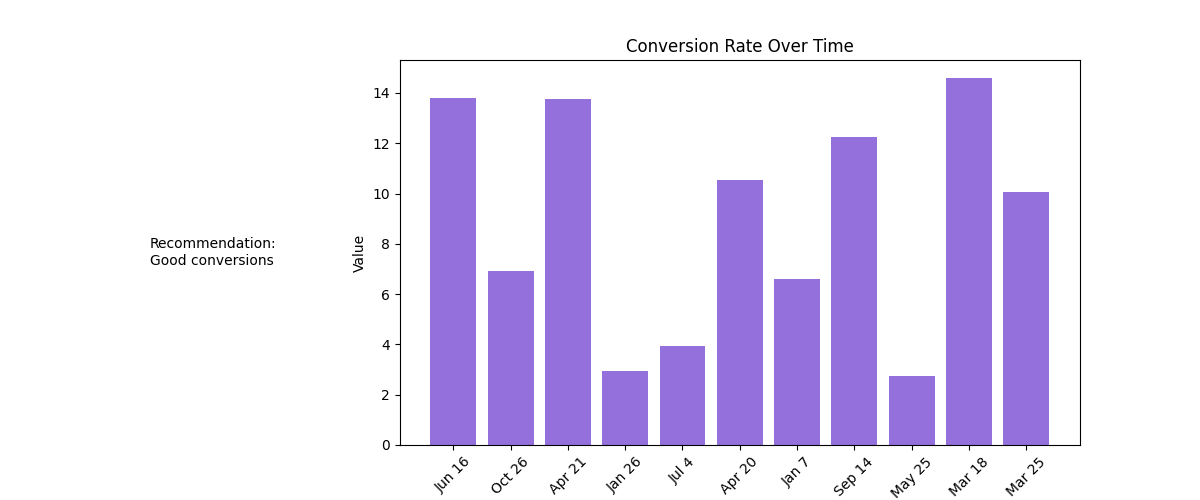 Conversion Rate Over Time
Recommendation:
Good conversions
Value
14
12
10
8
6
4
2
0
Jun 16
Oct 26
Apr 21
Jan 26
Jul 4
Apr 20
Jan 7
Sep 14
May 25
Mar 18
Mar 25